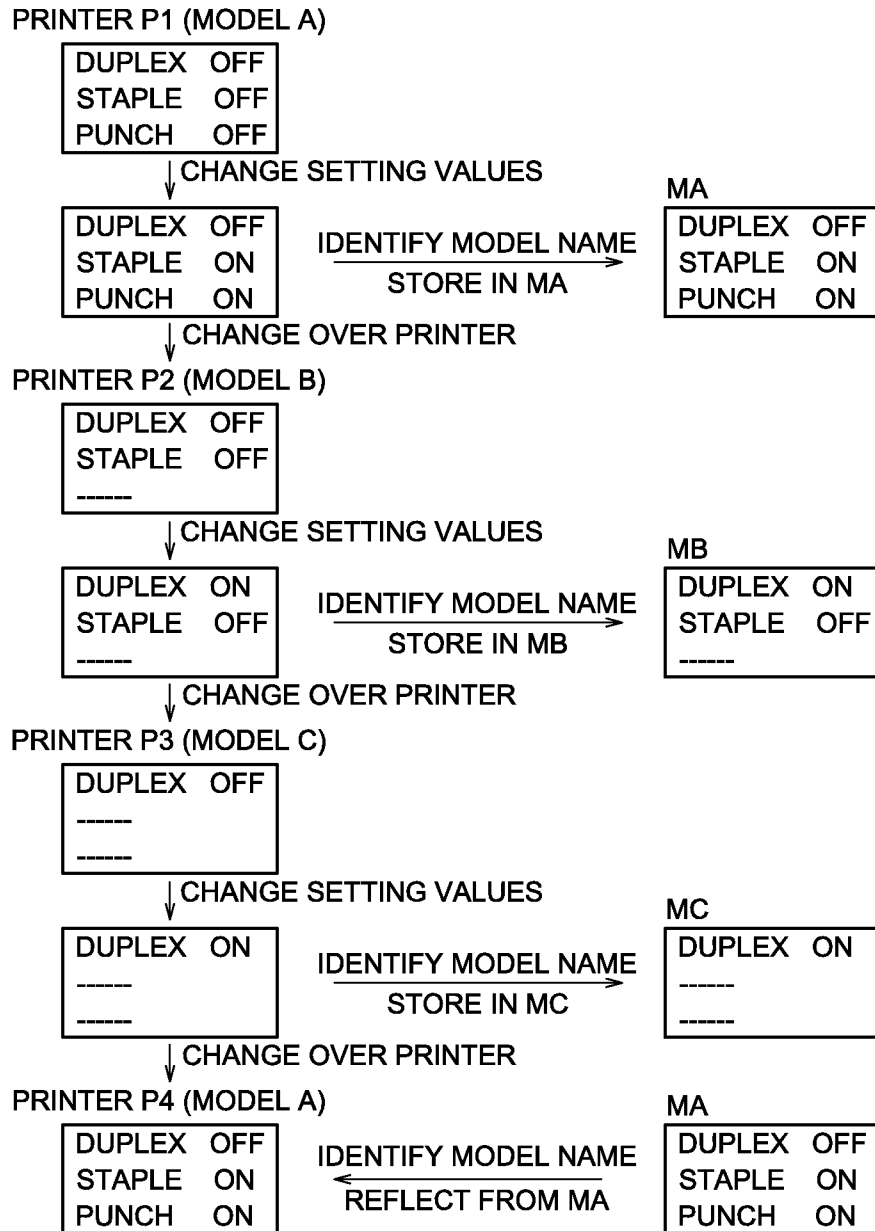 PRINTER P1 (MODEL A)
DUPLEX OFF
STAPLE OFF
PUNCH OFF
CHANGE SETTING VALUES
DUPLEX OFF
STAPLE ON
PUNCH ON
IDENTIFY MODEL NAME
STORE IN MA
MA
DUPLEX OFF
STAPLE ON
PUNCH ON
CHANGE OVER PRINTER
PRINTER P2 (MODEL B)
DUPLEX OFF
STAPLE OFF
------
CHANGE SETTING VALUES
DUPLEX ON
STAPLE OFF
------
IDENTIFY MODEL NAME
STORE IN MB
MB
DUPLEX ON
STAPLE OFF
------
CHANGE OVER PRINTER
PRINTER P3 (MODEL C)
DUPLEX OFF
------
------
CHANGE SETTING VALUES
DUPLEX ON
------
------
IDENTIFY MODEL NAME
STORE IN MC
MC
DUPLEX ON
------
------
CHANGE OVER PRINTER
PRINTER P4 (MODEL A)
DUPLEX OFF
STAPLE ON
PUNCH ON
IDENTIFY MODEL NAME
REFLECT FROM MA
MA
DUPLEX OFF
STAPLE ON
PUNCH ON